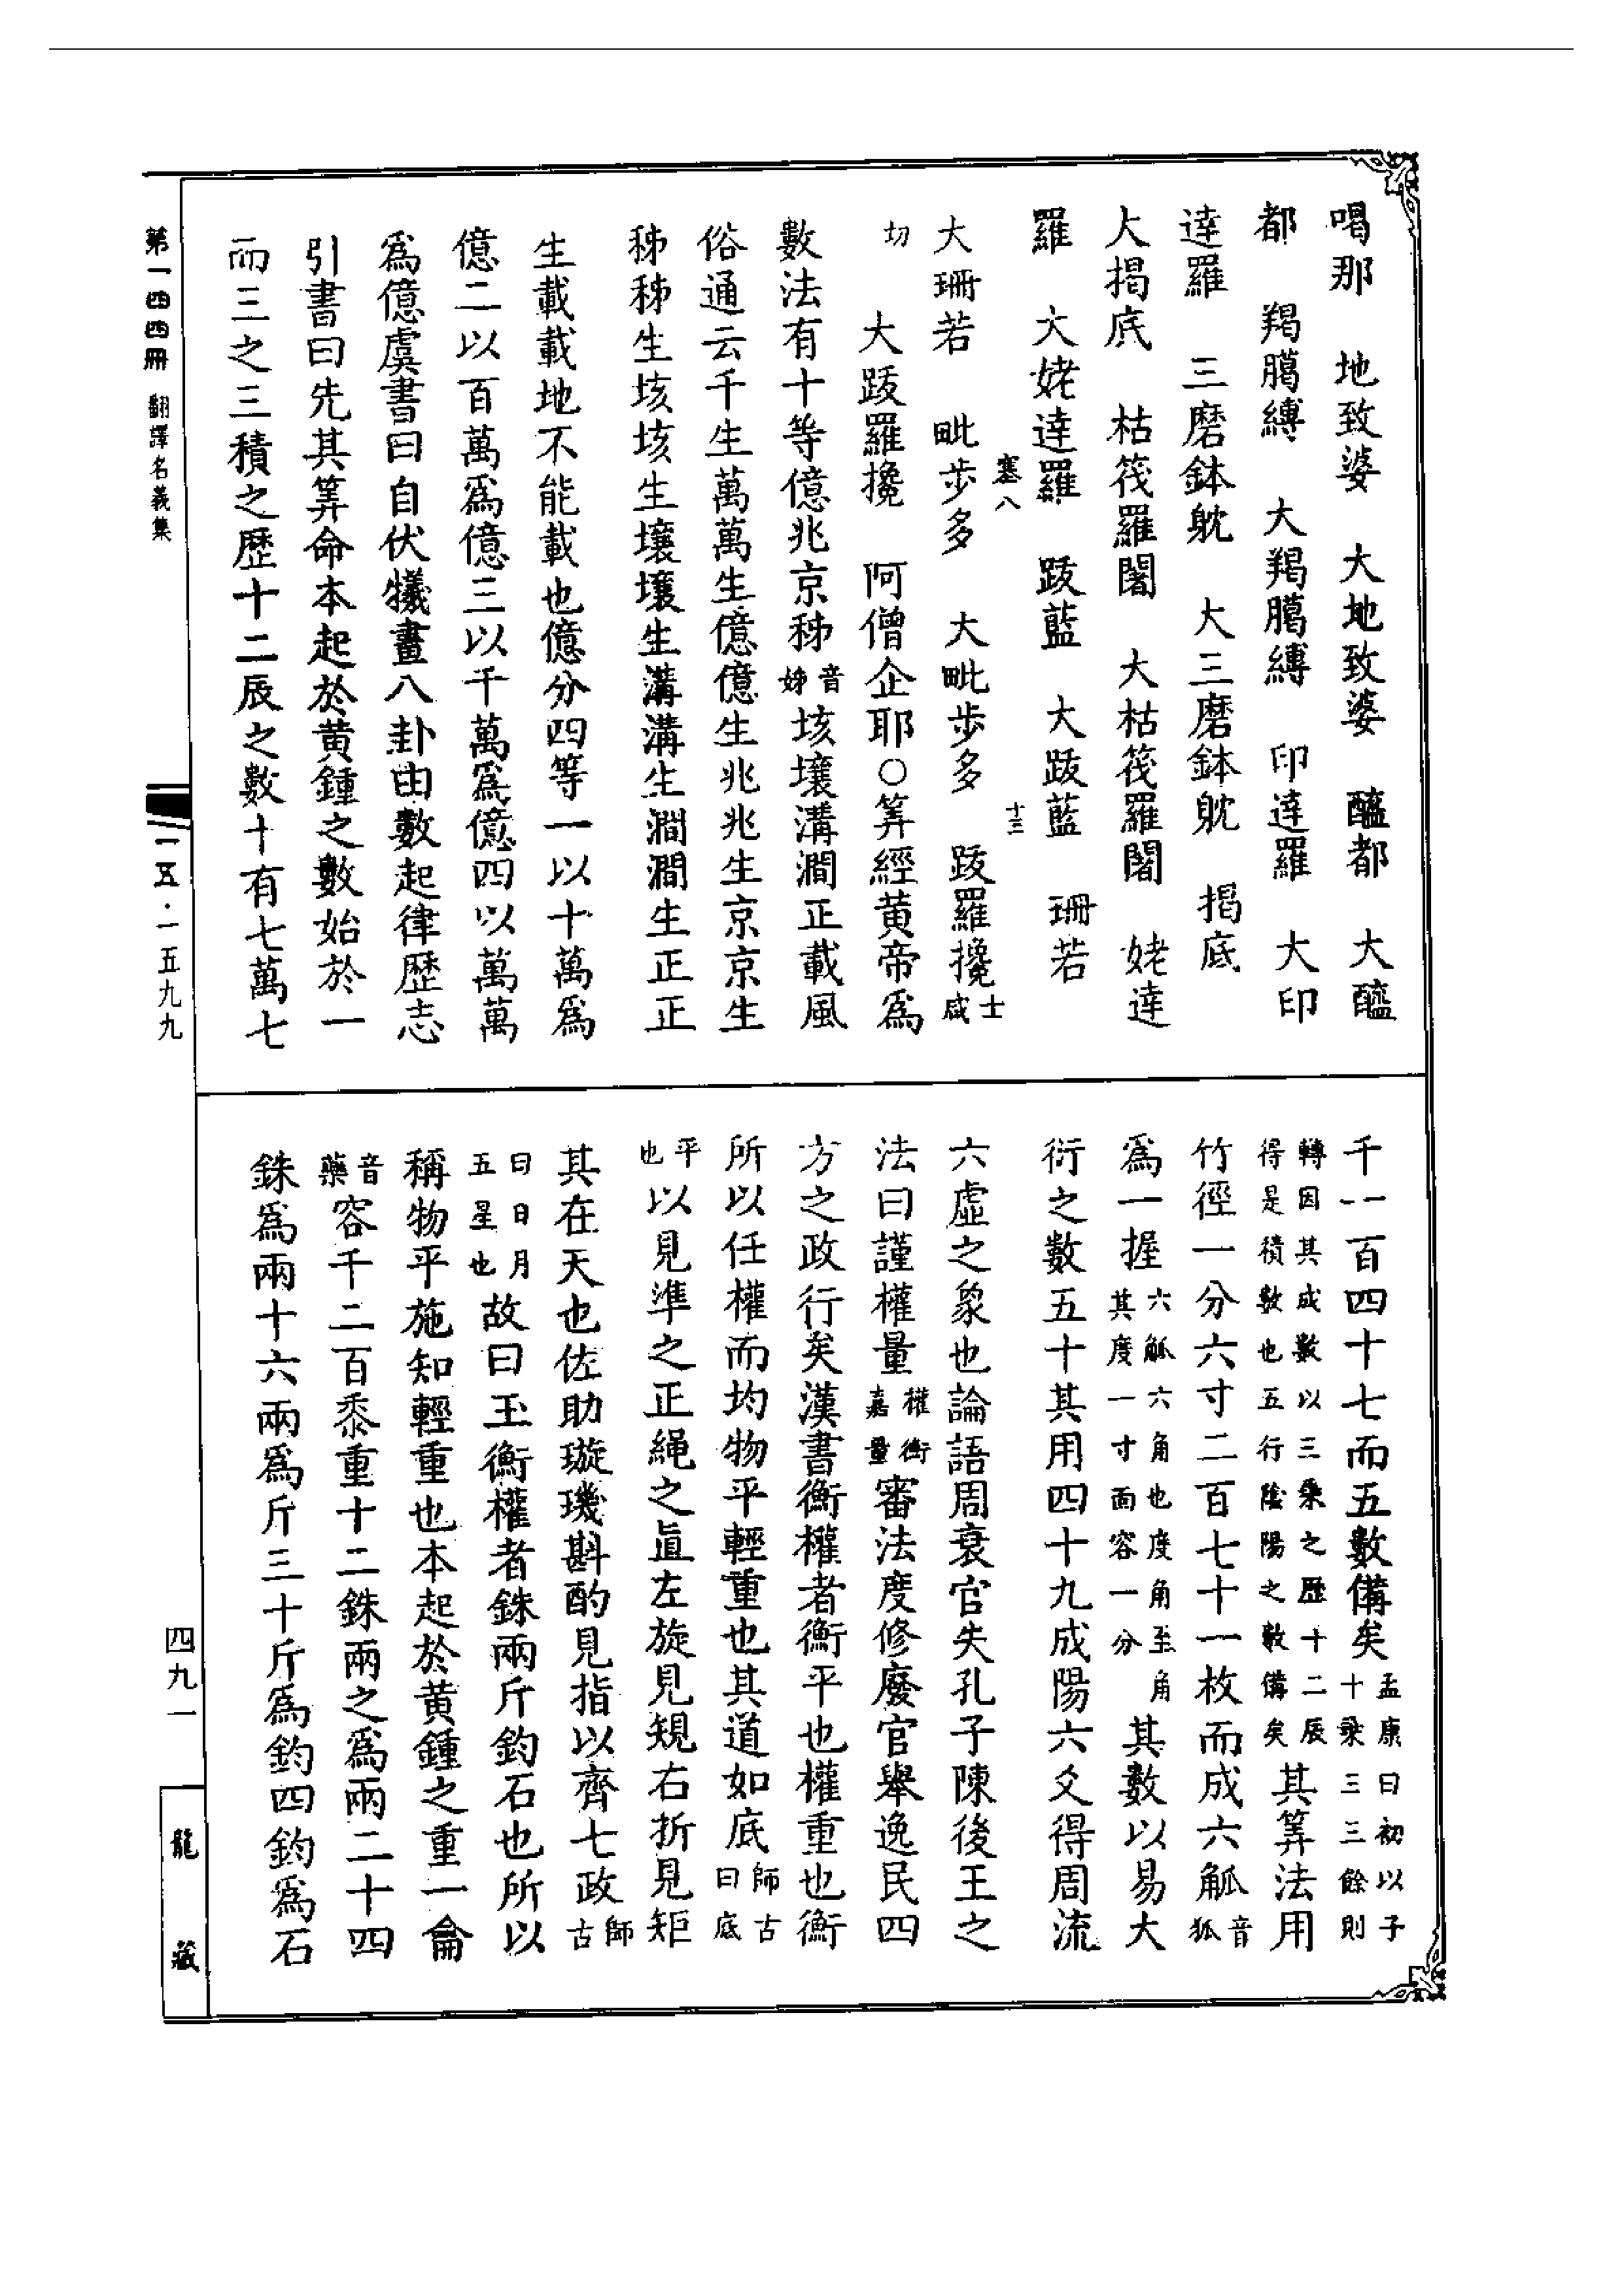 喝那　地致婆　大地致婆　醯都　大醯
都　羯臈縛　大羯臈縛　印達羅　大印
達羅　三磨鉢躭　大三磨鉢躭　揭底
大揭底　枯筏羅闍　大枯筏羅闍　姥達
羅　大姥達羅　跋藍　大跋藍　珊若
塞八
十三
大珊若　毗步多　大毗步多　跋羅攙士咸
切　大跋羅攙　阿僧企耶○筭經黄帝爲
數法有十等億兆京秭音姊垓壤溝澗正載風
俗通云千生萬萬生億億生兆兆生京京生
秭秭生垓垓生壤壤生溝溝生澗澗生正正
生載載地不能載也億分四等一以十萬爲
億二以百萬爲億三以千萬爲億四以萬萬
爲億虞書曰自伏犧畫八卦由數起律歷志
引書曰先其筭命本起於黄鍾之數始於一
而三之三積之歷十二辰之數十有七萬七
第一四四冊　翻譯名義集
一五·一五九九
千一百四十七而五數備矣孟康曰初以子十乘三三餘則
轉因其成數以三乘之歷十二辰得是積數也五行陰陽之數備矣其筭法用
竹徑一分六寸二百七十一枚而成六觚音狐
爲一握六觚六角也度角至角其度一寸面容一分其數以易大
衍之數五十其用四十九成陽六爻得周流
六虛之象也論語周衰官失孔子陳後王之
法曰謹權量權衡嘉量審法度修廢官舉逸民四
方之政行矣漢書衡權者衡平也權重也衡
所以任權而均物平輕重也其道如底師古曰底
平也以見準之正繩之直左旋見規右折見矩
其在天也佐助璇璣斟酌見指以齊七政師古
曰日月五星也故曰玉衡權者銖兩斤鈞石也所以
稱物平施知輕重也本起於黄鍾之重一龠
音藥容千二百黍重十二銖兩之爲兩二十四
銖爲兩十六兩爲斤三十斤爲鈞四鈞爲石
四九一
龍藏